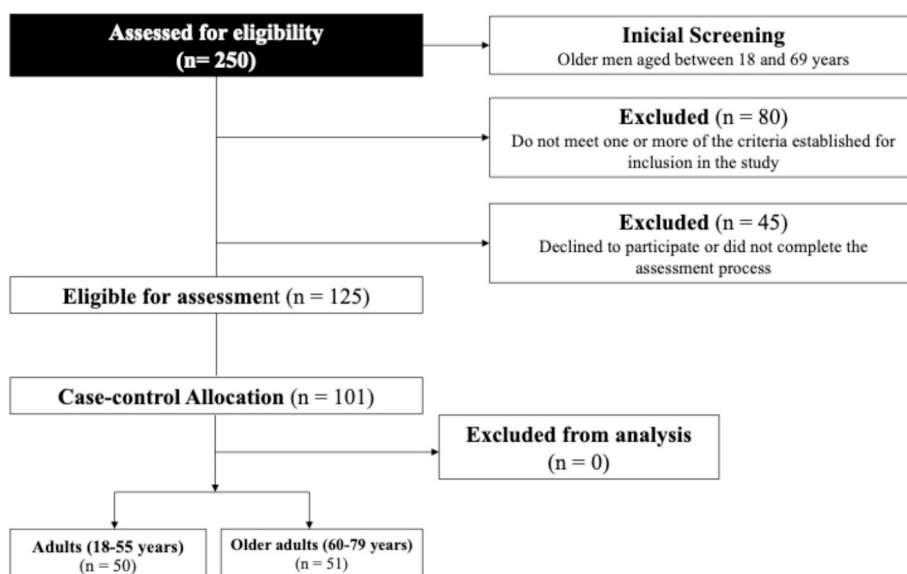 Assessed for eligibility
(n= 250)
Inicial Screening
Older men aged between 18 and 69 years
Excluded (n = 80)
Do not meet one or more of the criteria established for
inclusion in the study
Excluded (n = 45)
Declined to participate or did not complete the
assessment process
Eligible for assessment (n = 125)
Case-control Allocation (n = 101)
Excluded from analysis
(n = 0)
Adults (18-55 years)
(n = 50)
Older adults (60-79 years)
(n = 51)